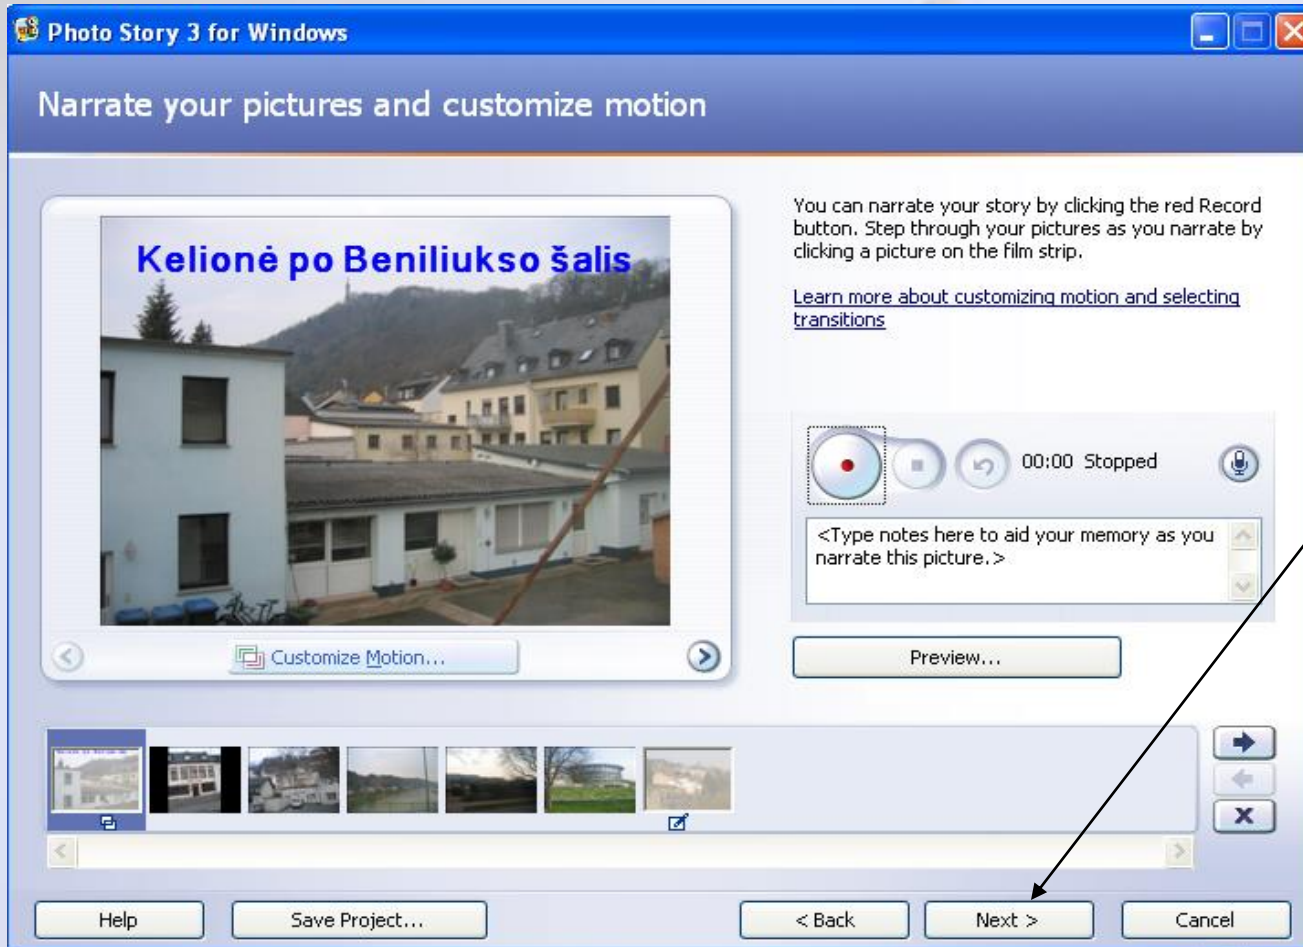 Photo Story 3 for Windows
Narrate your pictures and customize motion
Kelionė po Beniliukso šalis
You can narrate your story by clicking the red Record
button. Step through your pictures as you narrate by
clicking a picture on the film strip.
Learn more about customizing motion and selecting
transitions
00:00 Stopped
<Type notes here to aid your memory as you
narrate this picture.>
Customize Motion...
Preview...
Help
Save Project...
< Back
Next >
Cancel